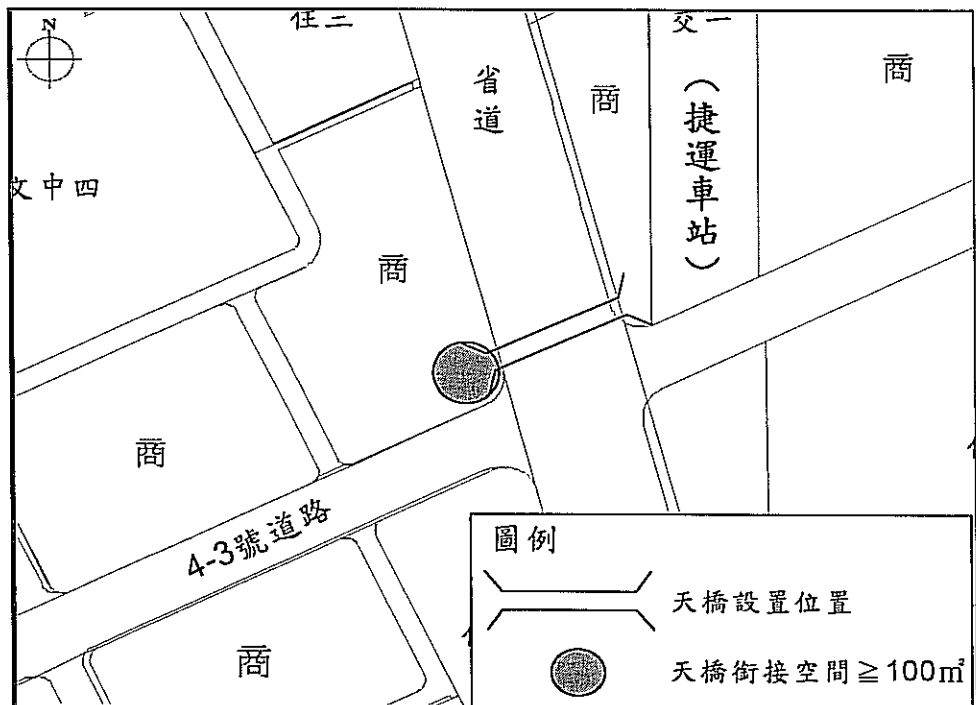 N
住三
交一
省道
商
(捷運車站)
商
文中四
商
商
4-3號道路
商
圖例
天橋設置位置
天橋銜接空間≧100㎡